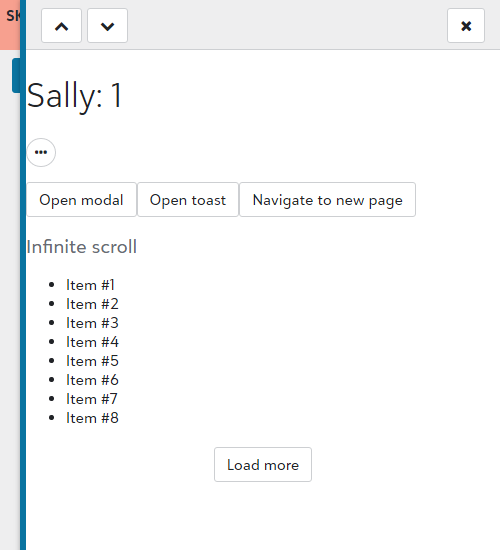 Sally: 1
Open modal Open toast Navigate to new page
Infinite scroll
Item #1
Item #2
Item #3
Item #4
Item #5
Item #6
Item #7
Item #8
Load more